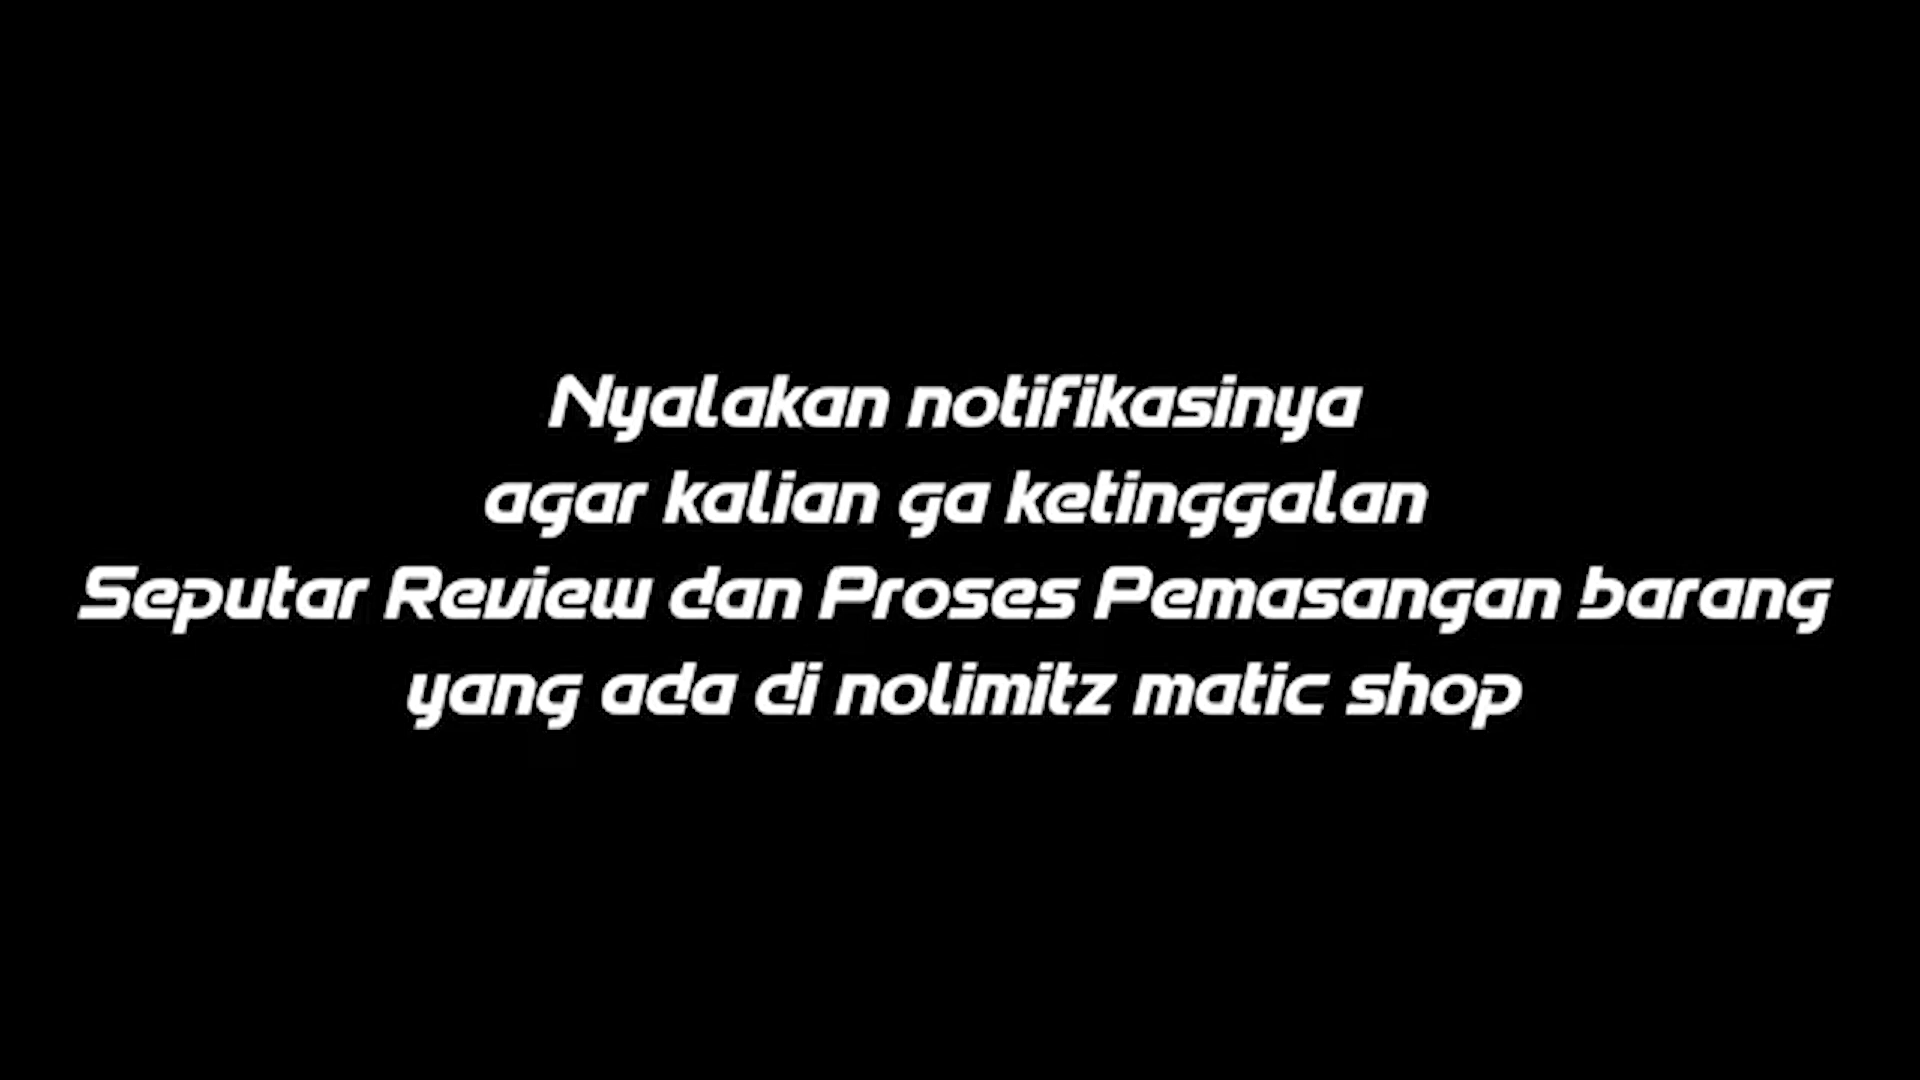 Nyalakan notifikasinya
agar kalian ga ketinggalan
Seputar Review dan Proses Pemasangan barang
yang ada di nolimitz matic shop